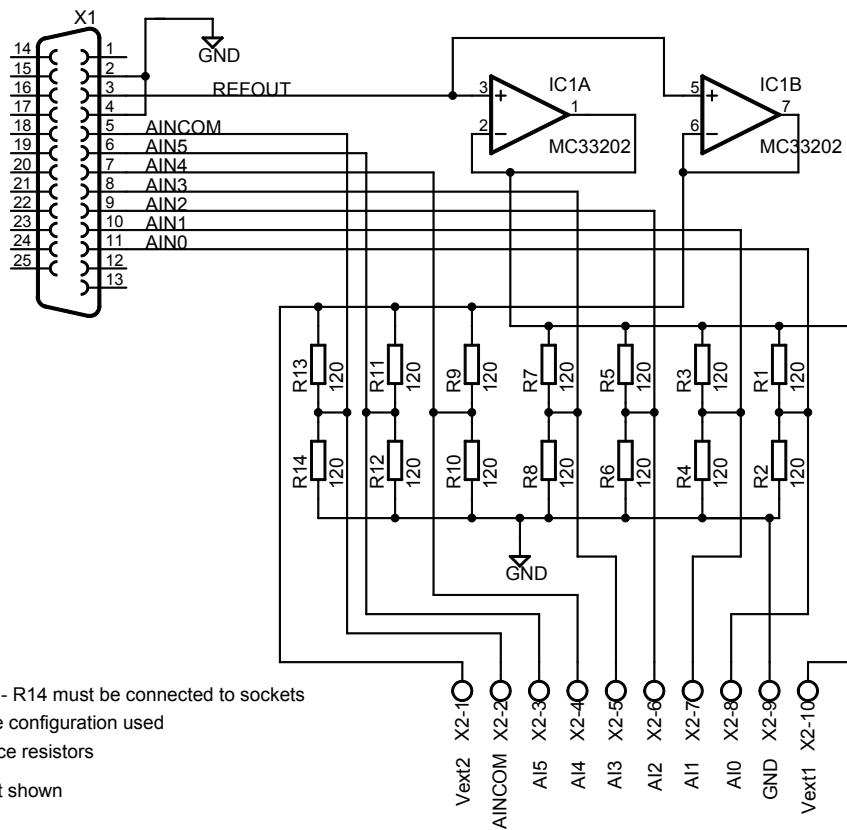 X1
14
1
15
2
16
3
17
4
18
5
19
6
20
7
21
8
22
9
23
10
24
11
25
12
13
GND
REFOUT
AINCOM
AIN5
AIN4
AIN3
AIN2
AIN1
AIN0
3
2
1
+
−
IC1A
MC33202
5
6
7
+
−
IC1B
MC33202
R13
120
R11
120
R9
120
R7
120
R5
120
R3
120
R1
120
R14
120
R12
120
R10
120
R8
120
R6
120
R4
120
R2
120
GND
- R14 must be connected to sockets
e configuration used
ce resistors
t shown
Vext2 X2-1
AINCOM X2-2
AI5 X2-3
AI4 X2-4
AI3 X2-5
AI2 X2-6
AI1 X2-7
AI0 X2-8
GND X2-9
Vext1 X2-10